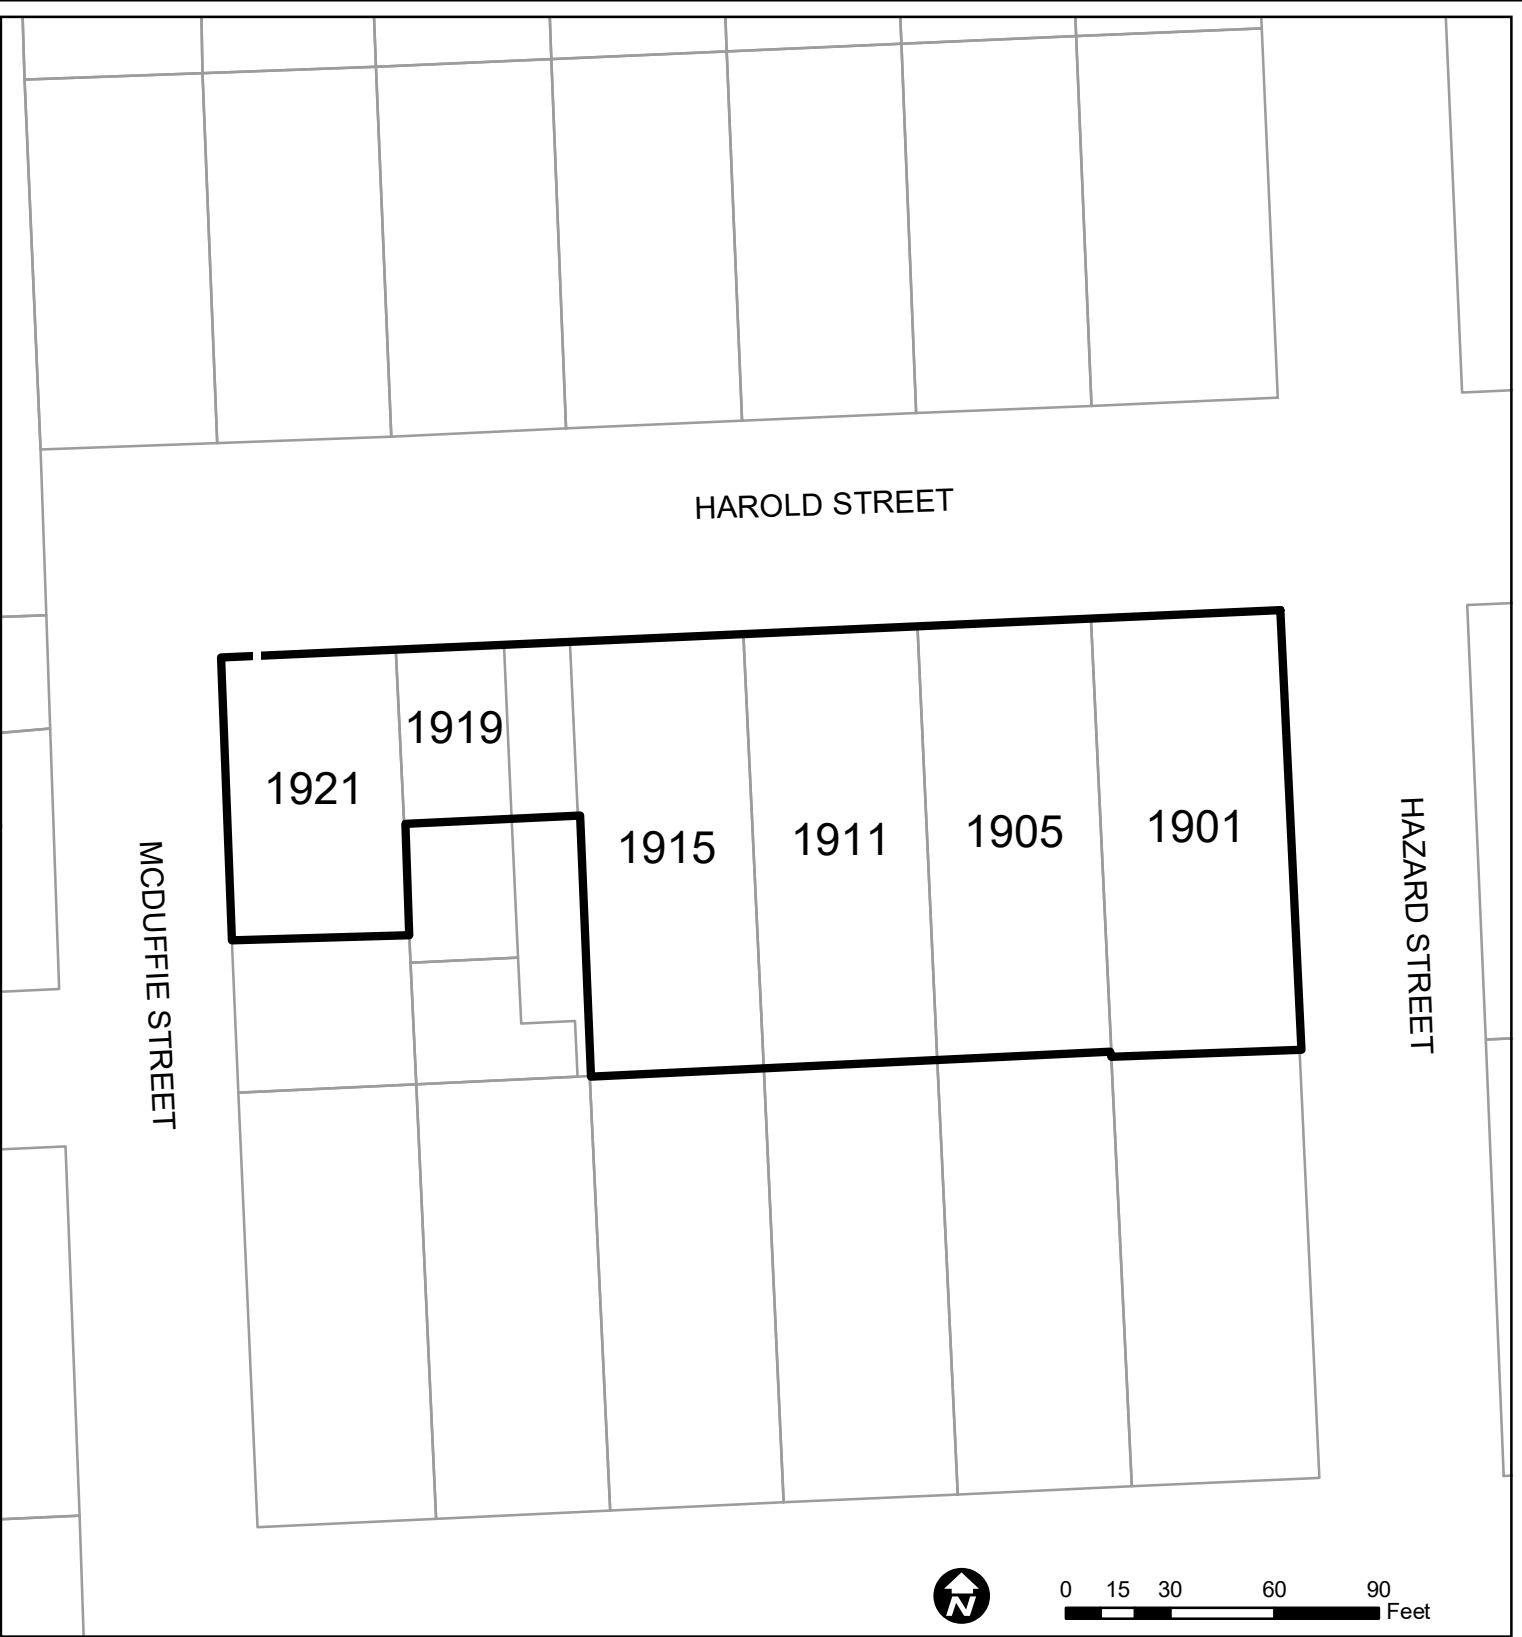 HAROLD STREET
1919
1921
1915
1911
1905
1901
MCDUFFIE STREET
HAZARD STREET
N
0 15 30 60 90
Feet